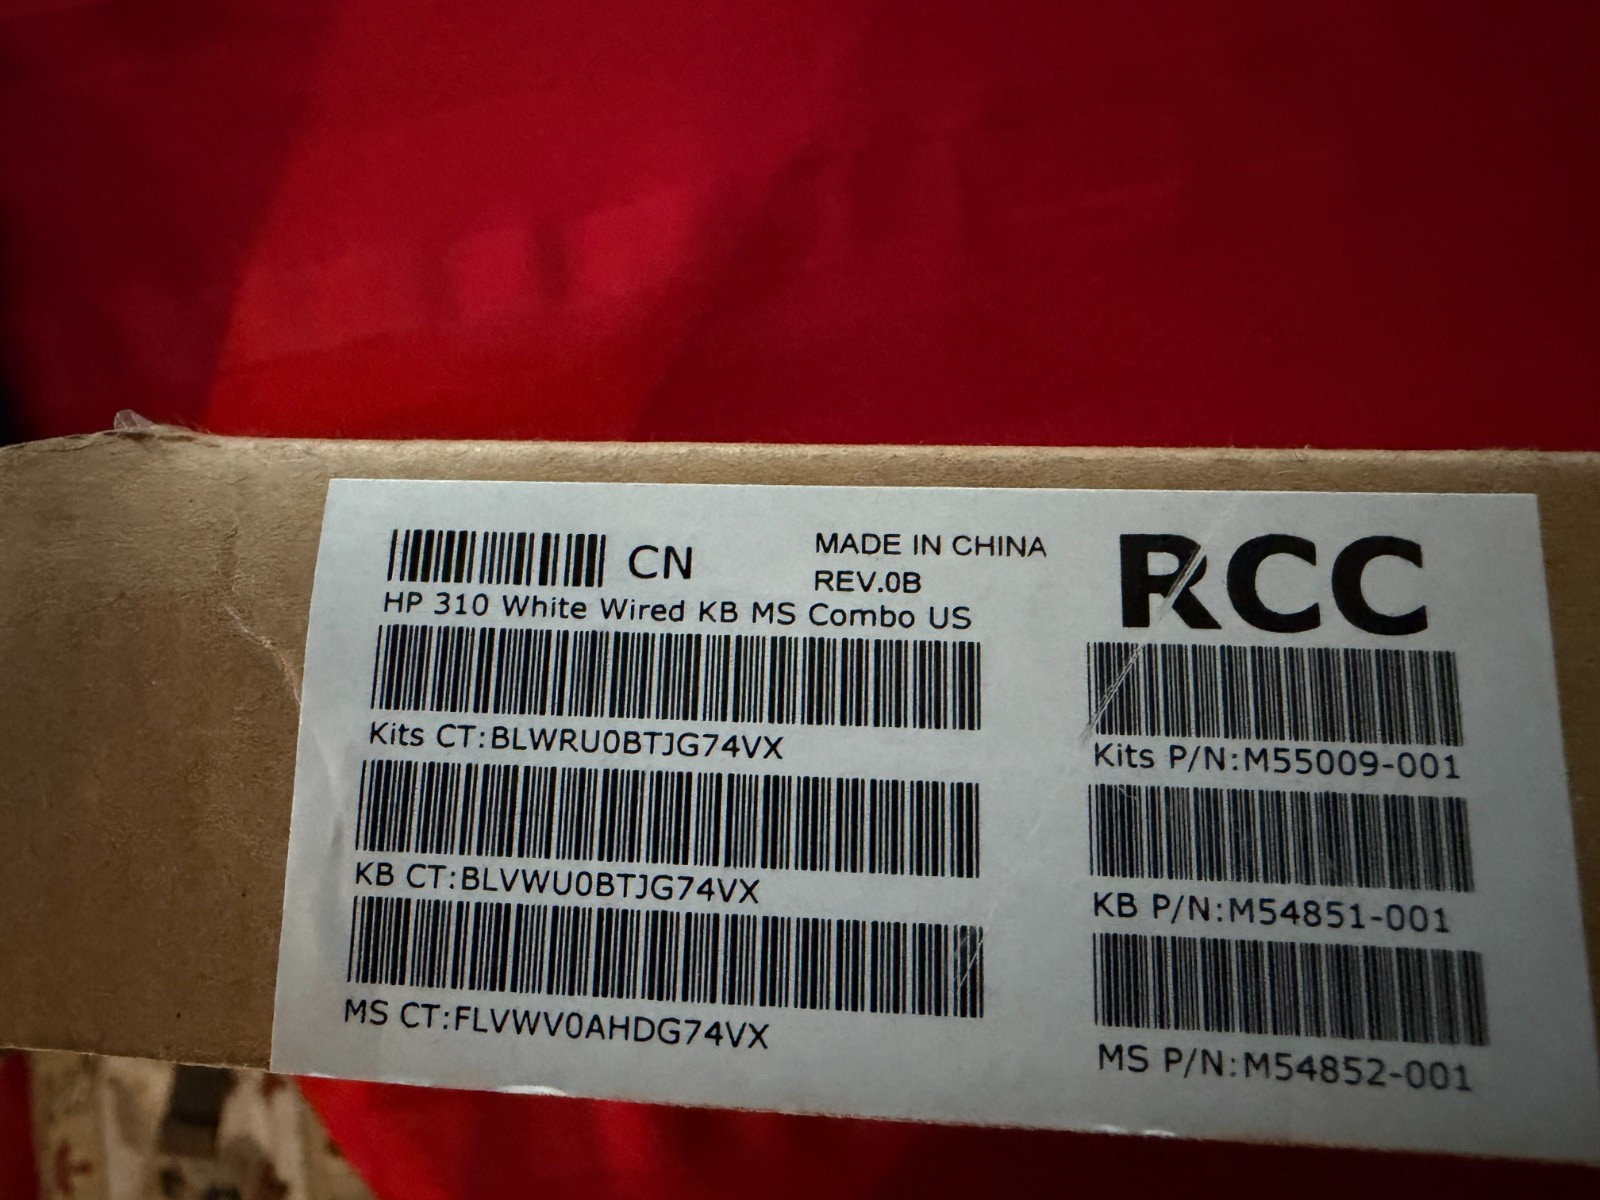 CN
MADE IN CHINA
REV.0B
RCC
HP 310 White Wired KB MS Combo US
Kits CT:BLWRU0BTJG74VX
Kits P/N:M55009-001
KB CT:BLVWU0BTJG74VX
KB P/N:M54851-001
MS CT:FLVWV0AHDG74VX
MS P/N:M54852-001